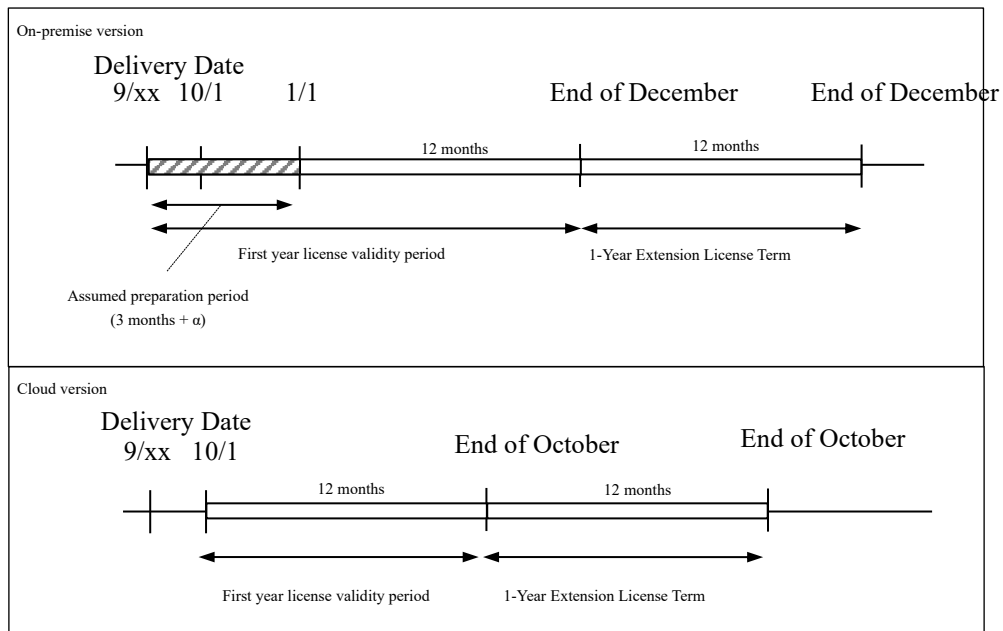 On-premise version
Delivery Date
9/xx 10/1 1/1 End of December End of December
12 months 12 months
First year license validity period 1-Year Extension License Term
Assumed preparation period
(3 months + α)
Cloud version
Delivery Date
9/xx 10/1 End of October End of October
12 months 12 months
First year license validity period 1-Year Extension License Term